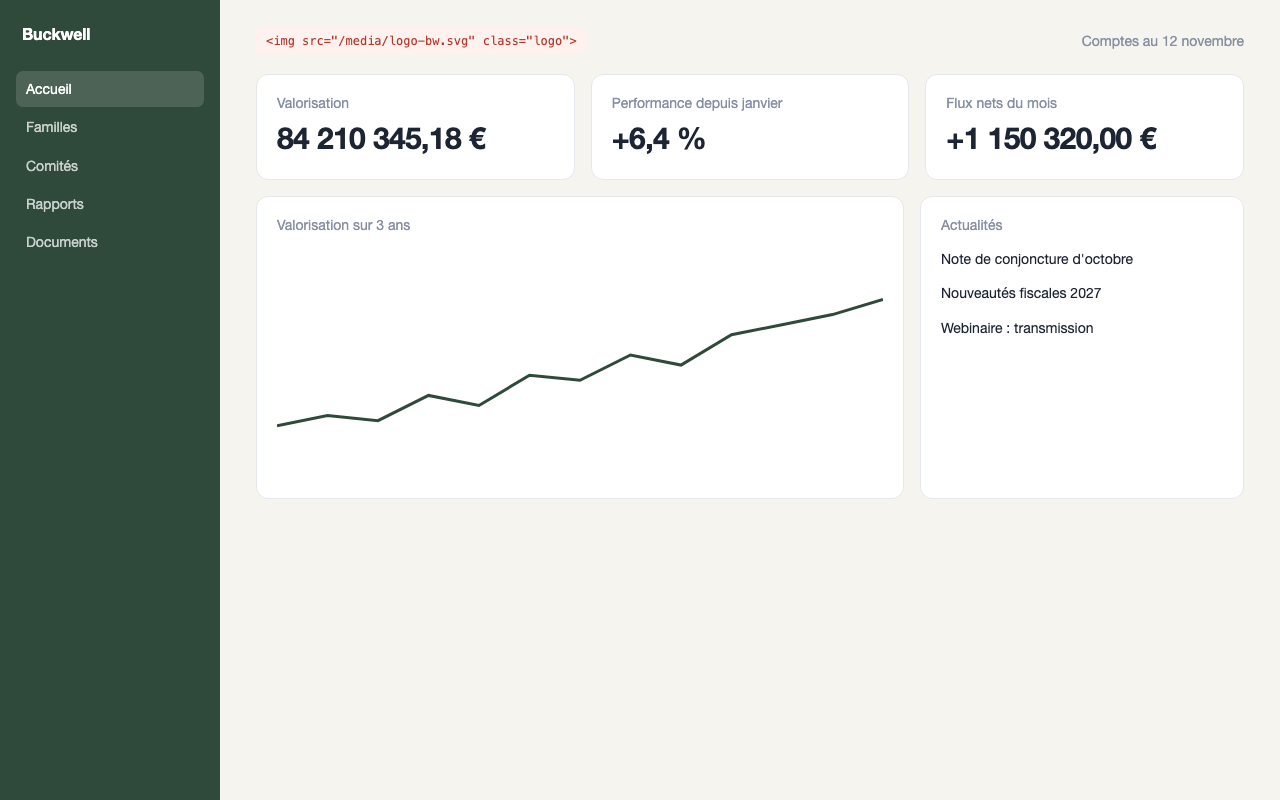 Buckwell
Accueil
Familles
Comités
Rapports
Documents
<img src="/media/logo-bw.svg" class="logo">
Comptes au 12 novembre
Valorisation
84 210 345,18 €
Performance depuis janvier
+6,4 %
Flux nets du mois
+1 150 320,00 €
Valorisation sur 3 ans
Actualités
Note de conjoncture d'octobre
Nouveautés fiscales 2027
Webinaire : transmission